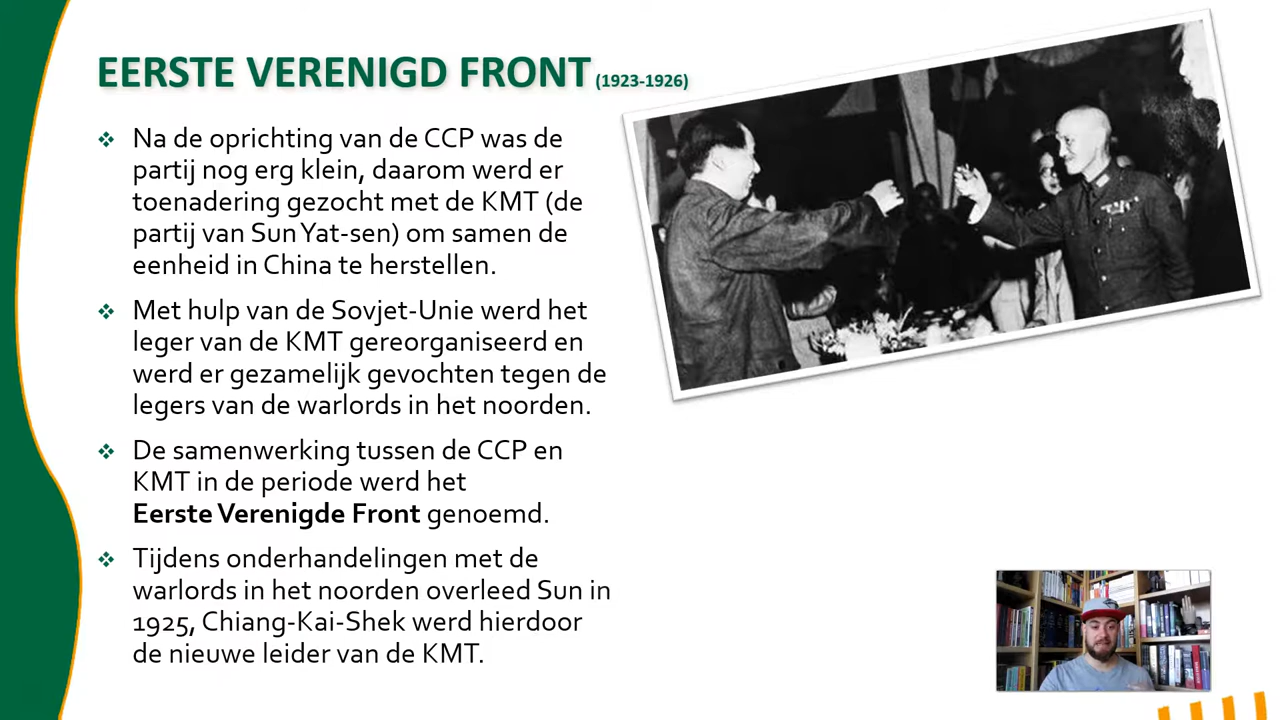 EERSTE VERENIGD FRONT (1923-1926)
Na de oprichting van de CCP was de
partij nog erg klein, daarom werd er
toenadering gezocht met de KMT (de
partij van Sun Yat-sen) om samen de
eenheid in China te herstellen.
Met hulp van de Sovjet-Unie werd het
leger van de KMT gereorganiseerd en
werd er gezamelijk gevochten tegen de
legers van de warlords in het noorden.
De samenwerking tussen de CCP en
KMT in de periode werd het
Eerste Verenigde Front genoemd.
Tijdens onderhandelingen met de
warlords in het noorden overleed Sun in
1925, Chiang-Kai-Shek werd hierdoor
de nieuwe leider van de KMT.